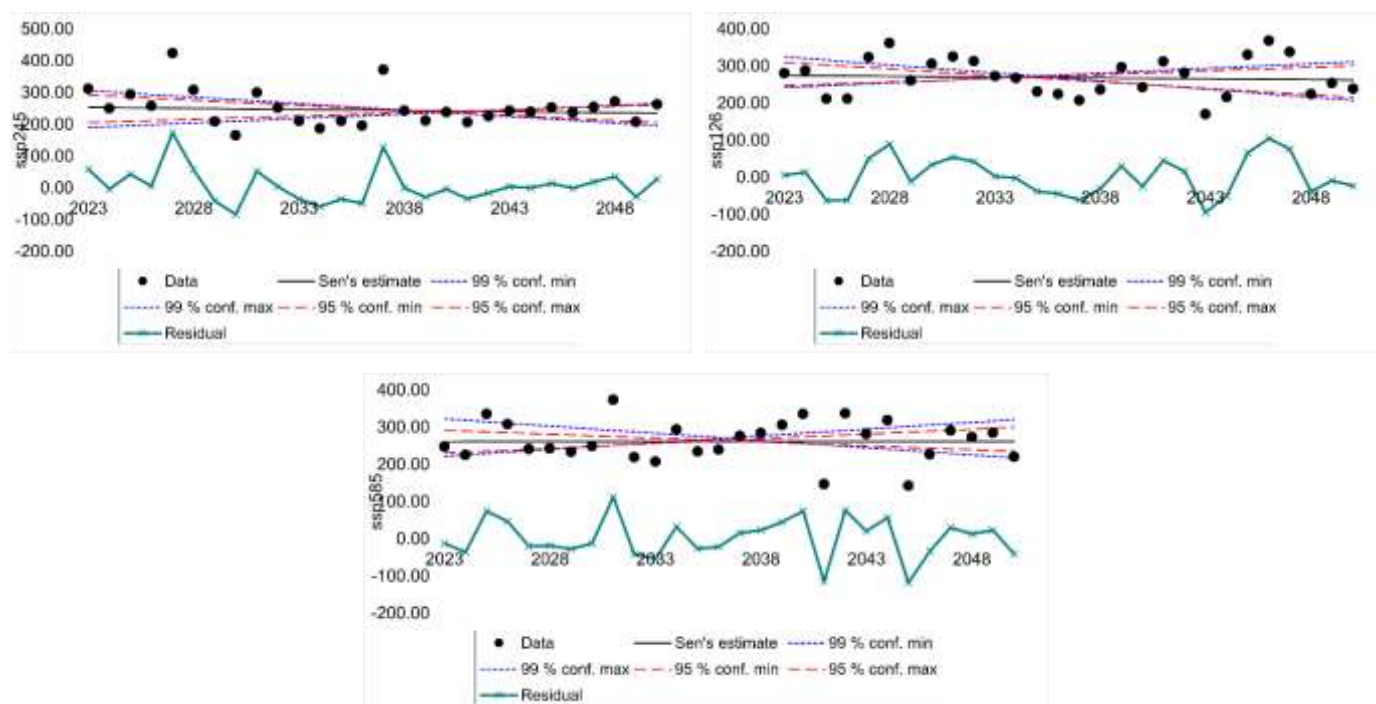 500.00
400.00
300.00
200.00
100.00
0.00
-100.00
-200.00
ssp245
2023 2028 2033 2038 2043 2048
Data Sen's estimate 99 % conf. min
99 % conf. max 95 % conf. min 95 % conf. max
Residual
400.00
300.00
200.00
100.00
0.00
-100.00
-200.00
ssp126
2023 2028 2033 2038 2043 2048
Data Sen's estimate 99 % conf. min
99 % conf. max 95 % conf. min 95 % conf. max
Residual
400.00
300.00
200.00
100.00
0.00
-100.00
-200.00
ssp585
2023 2028 2033 2038 2043 2048
Data Sen's estimate 99 % conf. min
99 % conf. max 95 % conf. min 95 % conf. max
Residual